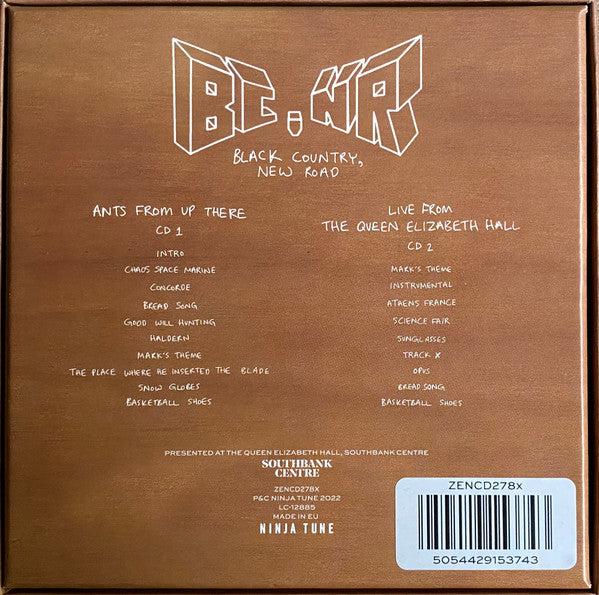 BC,NR
BLACK COUNTRY,
NEW ROAD
ANTS FROM UP THERE
CD 1
INTRO
CHAOS SPACE MARINE
CONCORDE
BREAD SONG
GOOD WILL HUNTING
HALDERN
MARK'S THEME
THE PLACE WHERE HE INSERTED THE BLADE
SNOW GLOBES
BASKETBALL SHOES
LIVE FROM
THE QUEEN ELIZABETH HALL
CD 2
MARK'S THEME
INSTRUMENTAL
ATHENS FRANCE
SCIENCE FAIR
SUNGLASSES
TRACK X
OPUS
BREAD SONG
BASKETBALL SHOES
PRESENTED AT THE QUEEN ELIZABETH HALL, SOUTHBANK CENTRE
SOUTHBANK
CENTRE
ZENCD278X
P&C NINJA TUNE 2022
LC-12885
MADE IN EU
NINJA TUNE
ZENCD278x
5054429153743